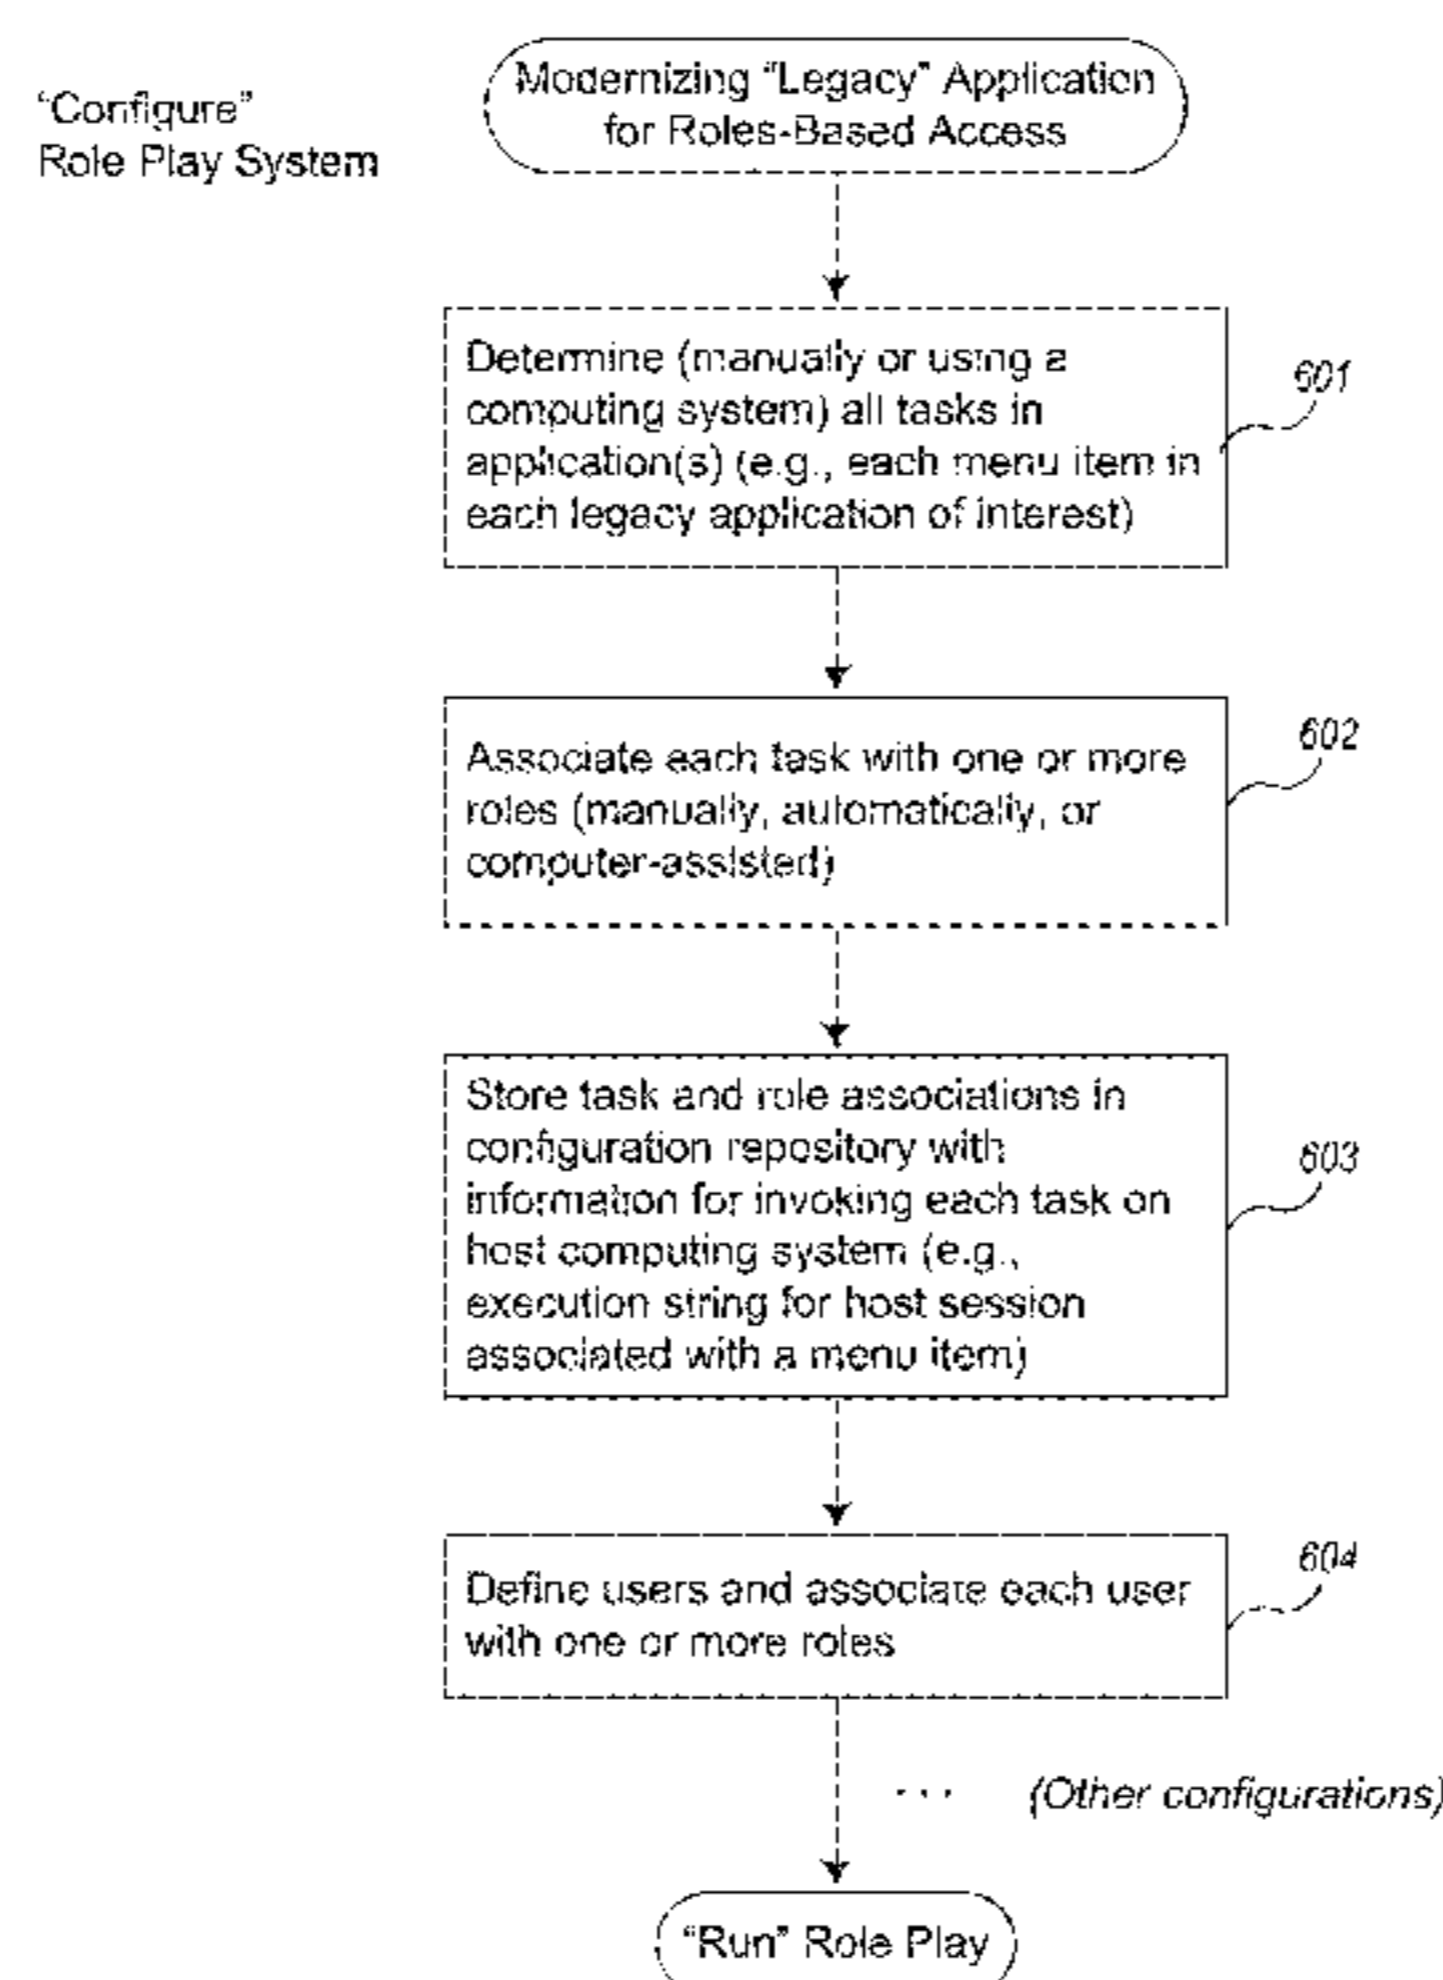 “Configure”
Role Play System
Modernizing “Legacy” Application
for Roles-Based Access
Determine (manually or using a
computing system) all tasks in
application(s) (e.g., each menu item in
each legacy application of interest)
601
Associate each task with one or more
roles (manually, automatically, or
computer-assisted)
602
Store task and role associations in
configuration repository with
information for invoking each task on
host computing system (e.g.,
execution string for host session
associated with a menu item)
603
Define users and associate each user
with one or more roles
604
... (Other configurations)
“Run” Role Play